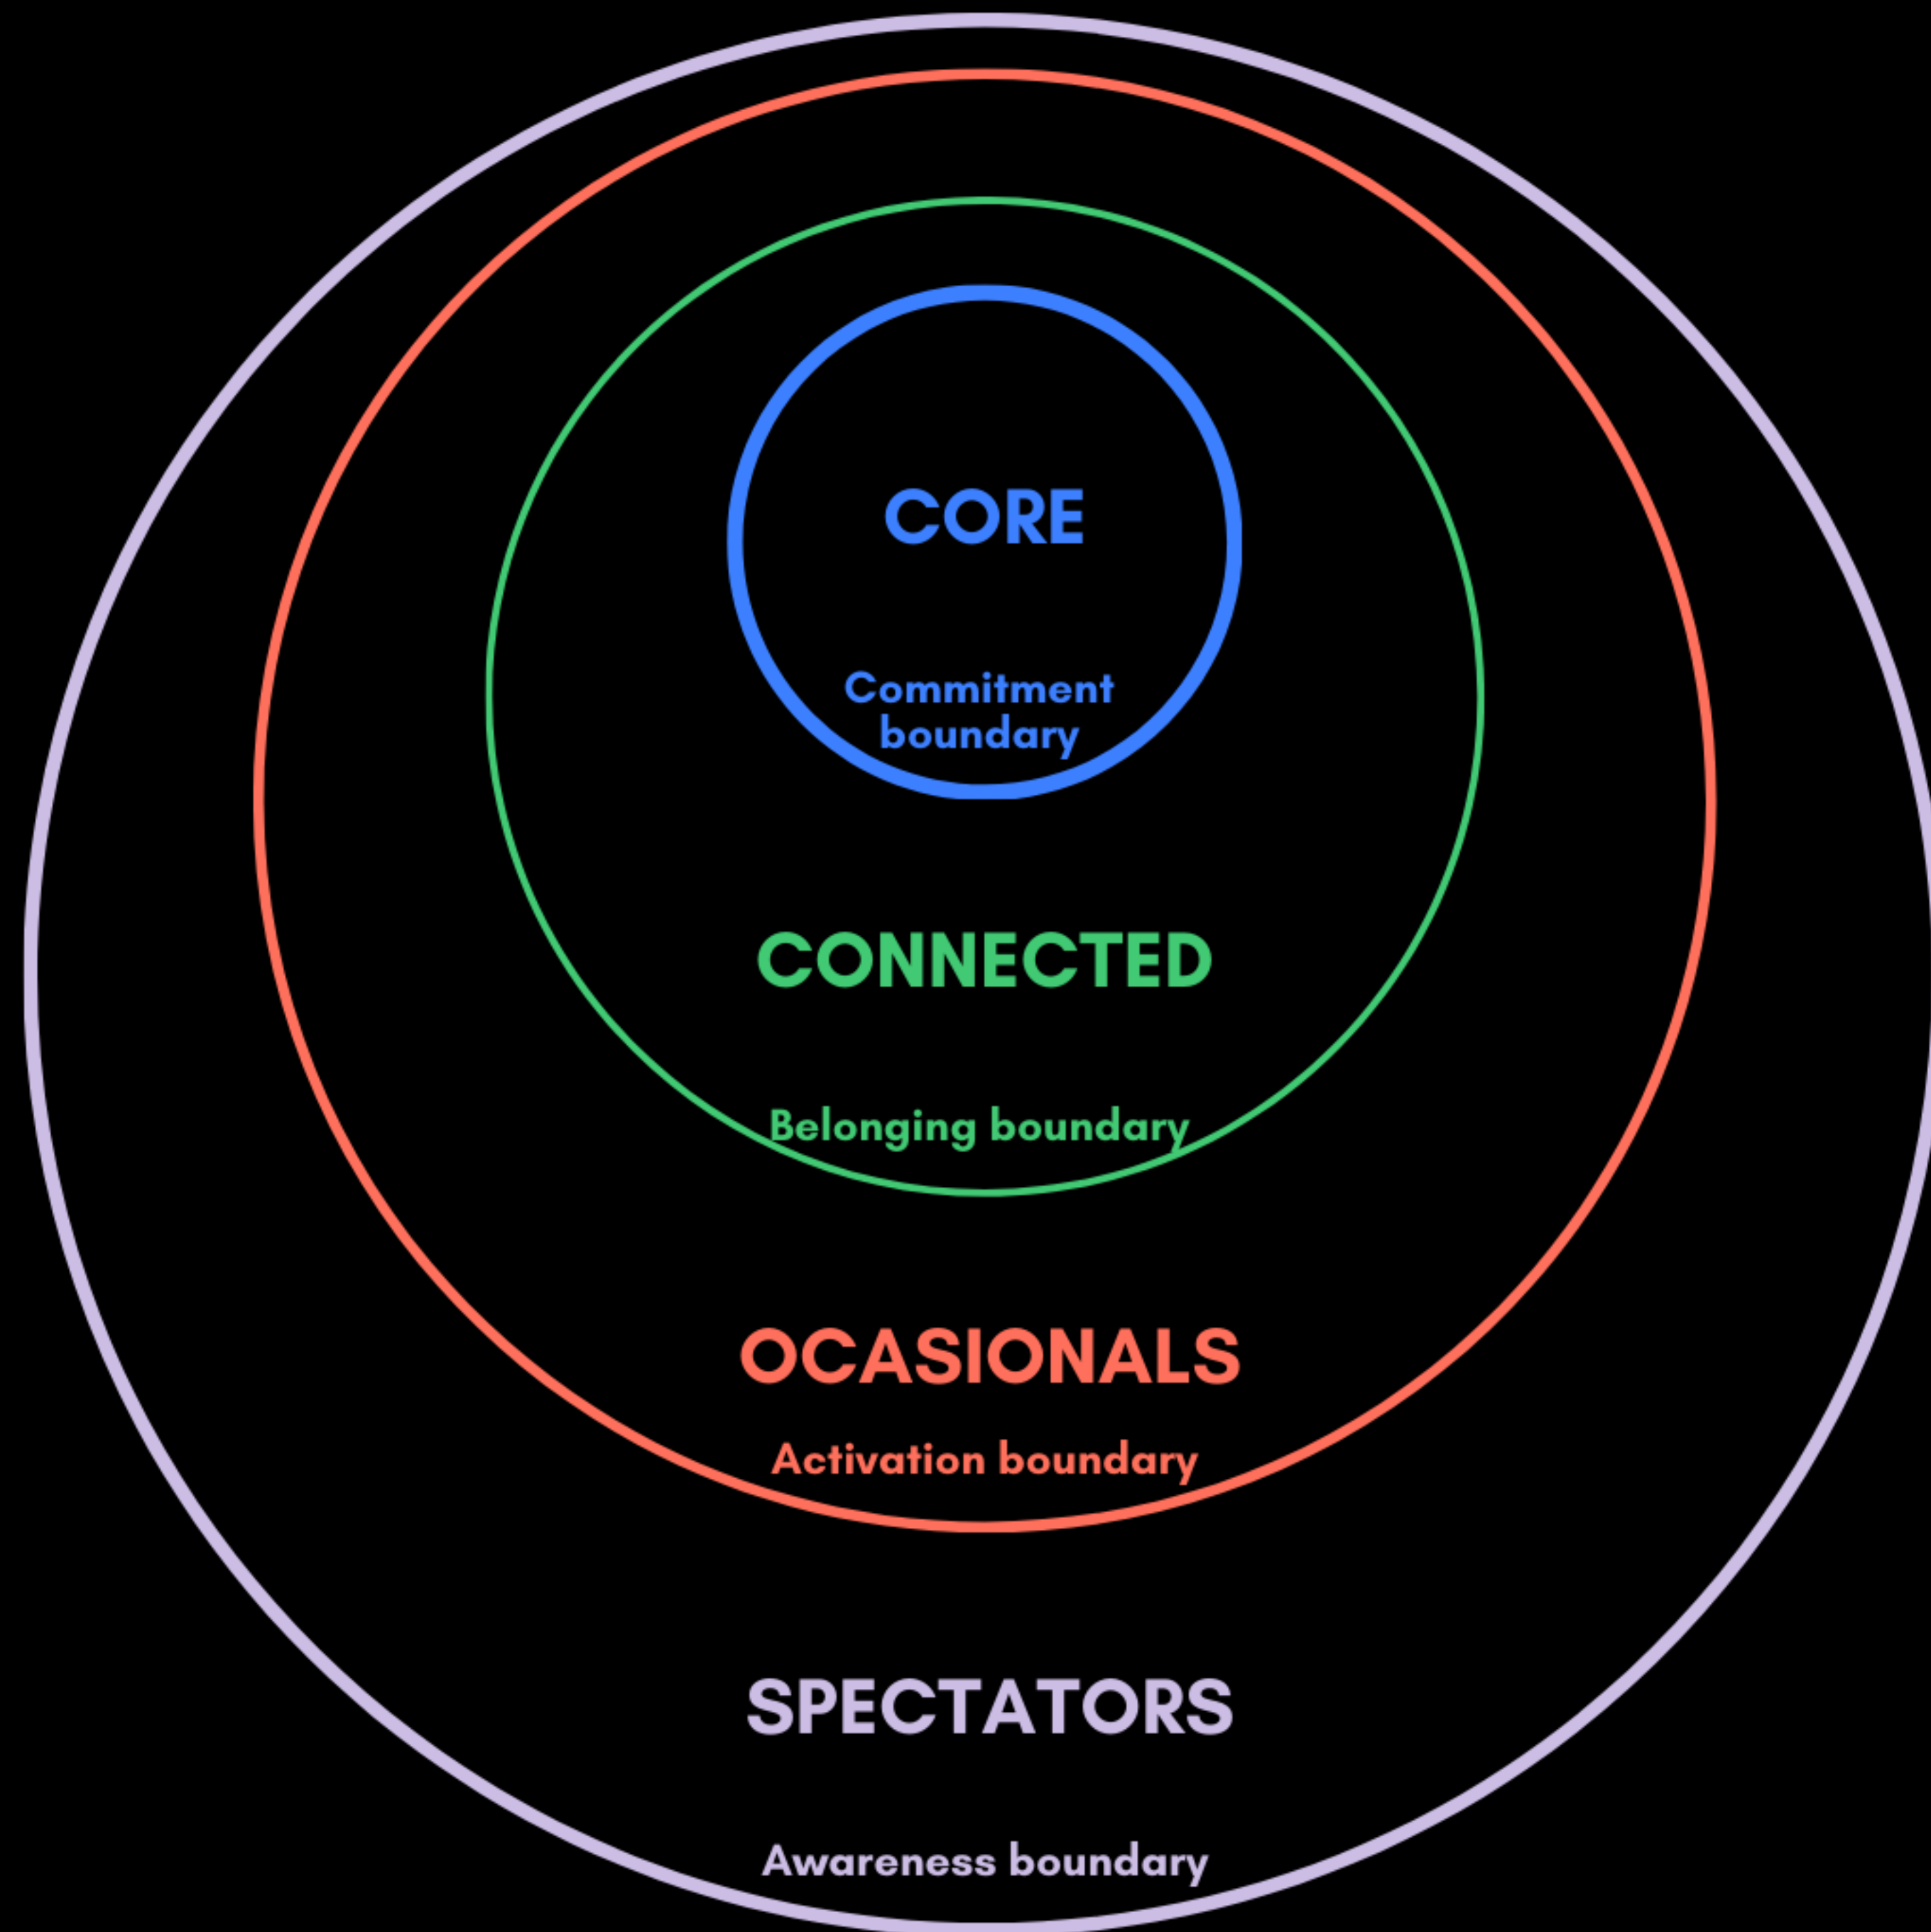 CORE
Commitment
boundary
CONNECTED
Belonging boundary
OCASIONALS
Activation boundary
SPECTATORS
Awareness boundary